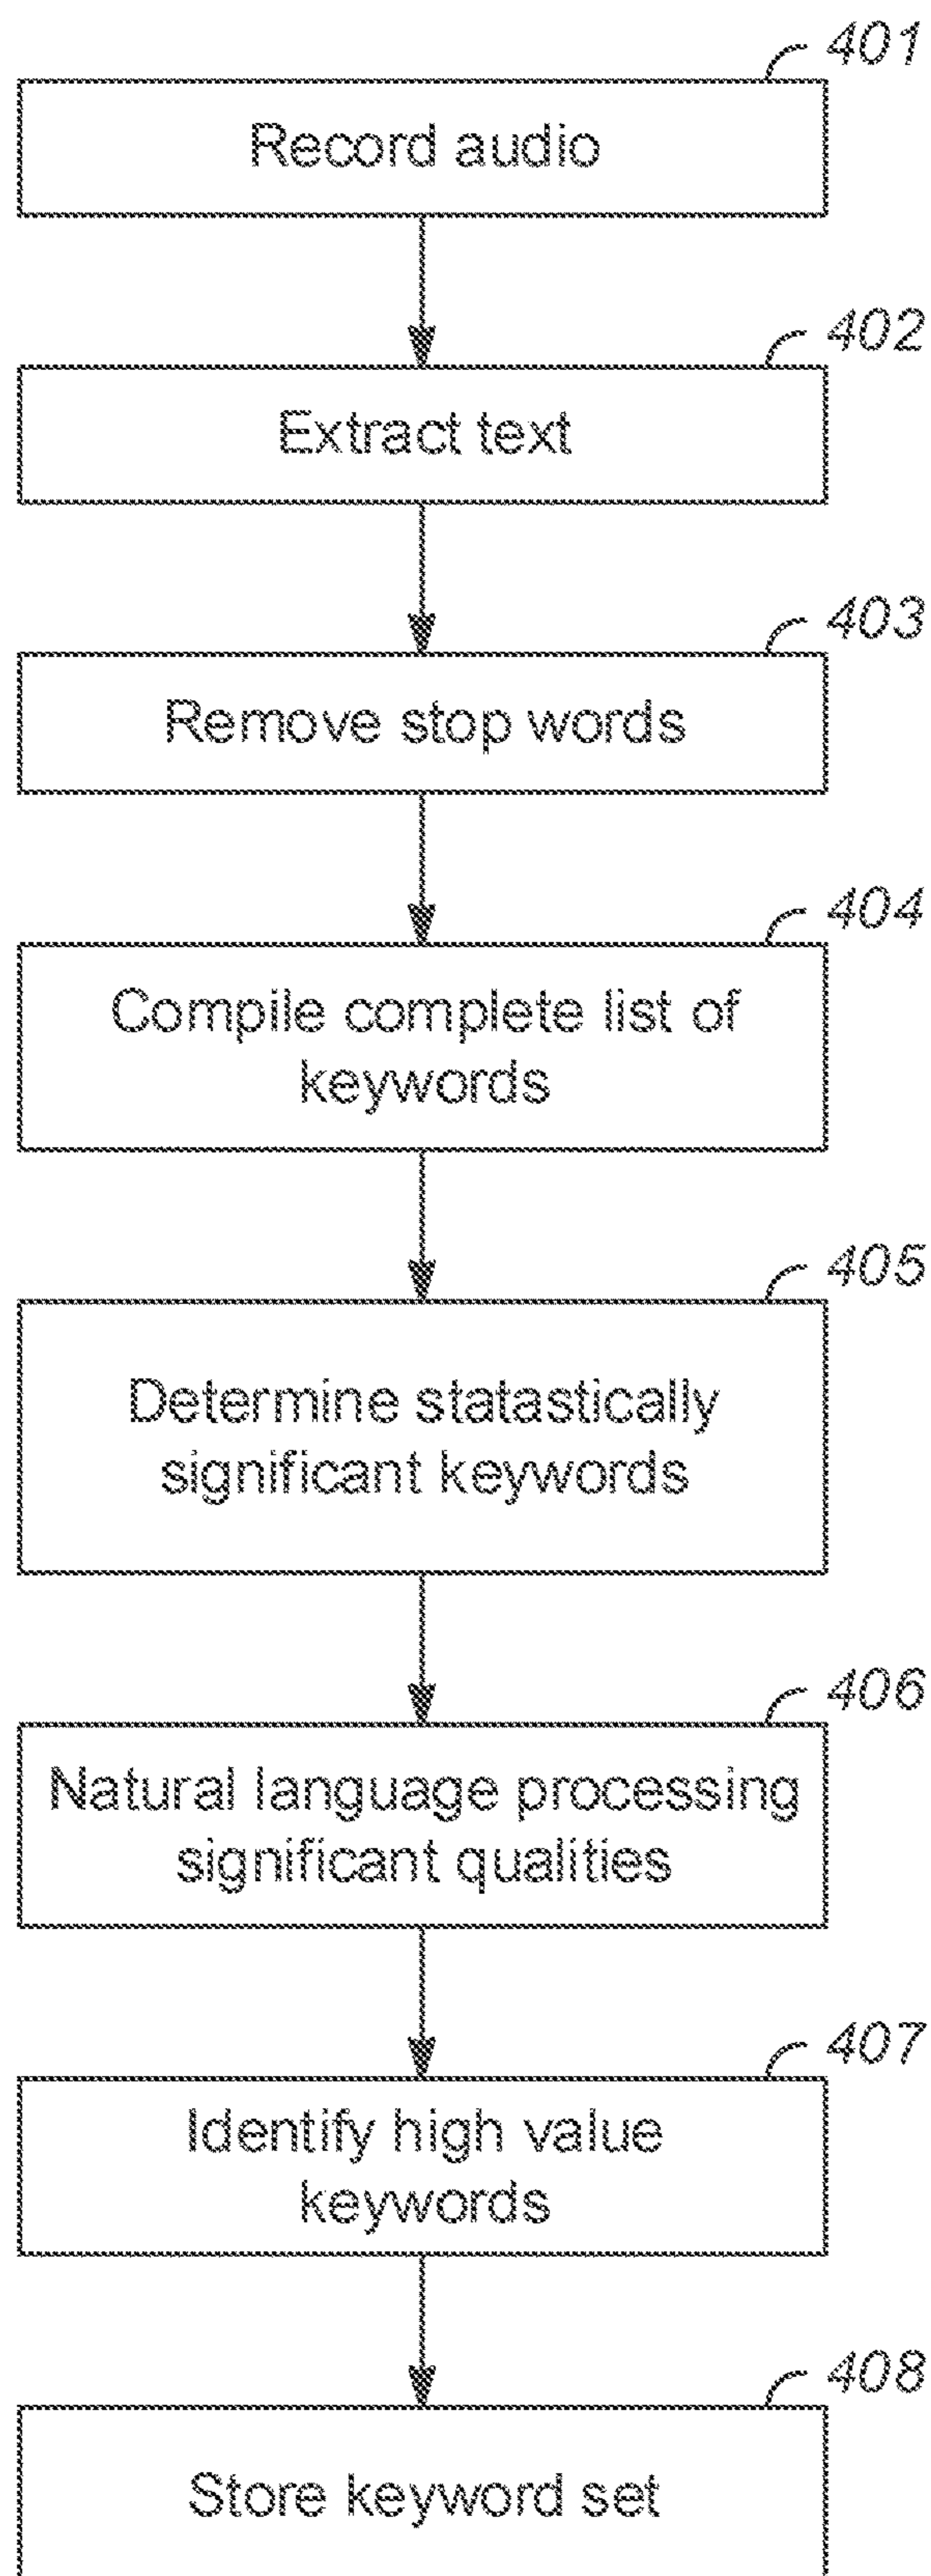 401
Record audio
402
Extract text
403
Remove stop words
404
Compile complete list of
keywords
405
Determine statastically
significant keywords
406
Natural language processing
significant qualities
407
Identify high value
keywords
408
Store keyword set